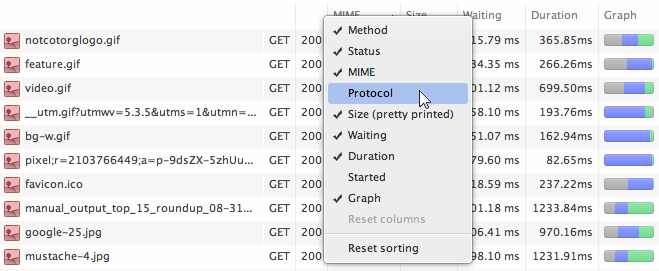 MIME Size Waiting Duration Graph
notcotorglogo.gif GET 200 15.79 ms 365.85ms
feature.gif GET 200 34.35 ms 266.26ms
video.gif GET 200 01.12 ms 699.50ms
__utm.gif?utmwv=5.3.5&utms=1&utmn=... GET 200 58.10 ms 193.76ms
bg-w.gif GET 200 51.07 ms 162.94ms
pixel;r=2103766449;a=p-9dsZX-5zhUu... GET 200 79.60 ms 82.65ms
favicon.ico GET 200 18.59 ms 237.22ms
manual_output_top_15_roundup_08-31... GET 200 01.18 ms 1233.84ms
google-25.jpg GET 200 06.41 ms 970.16ms
mustache-4.jpg GET 200 98.10 ms 1231.91ms
Method
Status
MIME
Protocol
Size (pretty printed)
Waiting
Duration
Started
Graph
Reset columns
Reset sorting